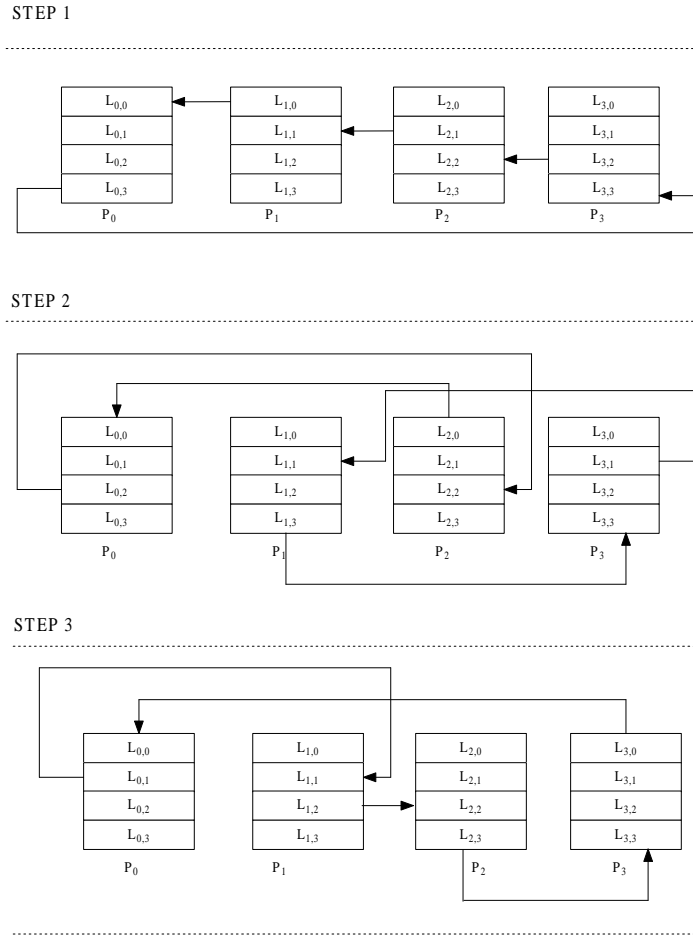 STEP 1
L0,0 L1,0 L2,0 L3,0
L0,1 L1,1 L2,1 L3,1
L0,2 L1,2 L2,2 L3,2
L0,3 L1,3 L2,3 L3,3
P0 P1 P2 P3
STEP 2
L0,0 L1,0 L2,0 L3,0
L0,1 L1,1 L2,1 L3,1
L0,2 L1,2 L2,2 L3,2
L0,3 L1,3 L2,3 L3,3
P0 P1 P2 P3
STEP 3
L0,0 L1,0 L2,0 L3,0
L0,1 L1,1 L2,1 L3,1
L0,2 L1,2 L2,2 L3,2
L0,3 L1,3 L2,3 L3,3
P0 P1 P2 P3